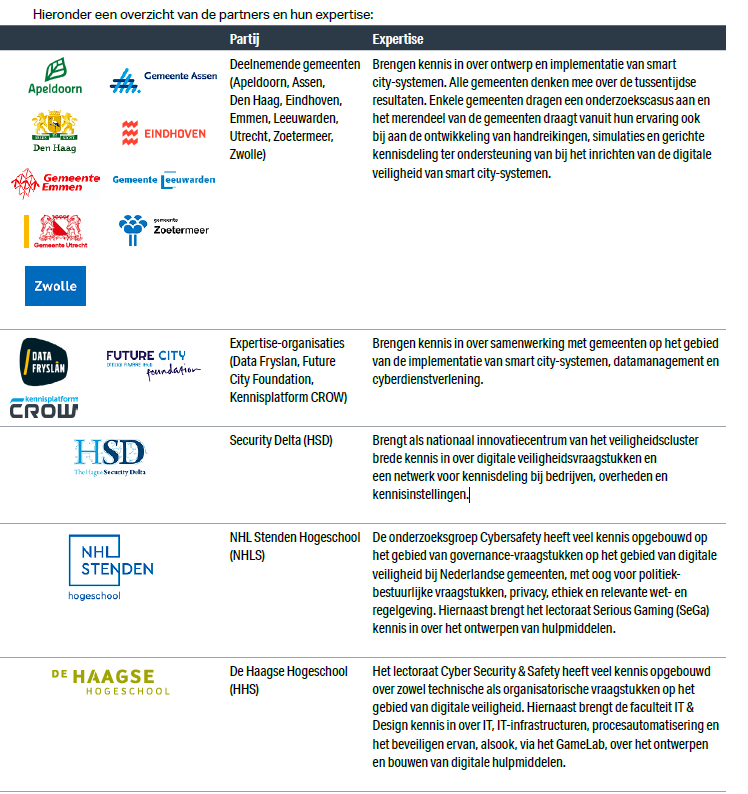 Hieronder een overzicht van de partners en hun expertise:
Partij Expertise
Apeldoorn
Gemeente Assen
Den Haag
EINDHOVEN
Gemeente
Emmen
Gemeente Leeuwarden
Gemeente Utrecht
gemeente
Zoetermeer
Zwolle
Deelnemende gemeenten
(Apeldoorn, Assen,
Den Haag, Eindhoven,
Emmen, Leeuwarden,
Utrecht, Zoetermeer,
Zwolle)
Brengen kennis in over ontwerp en implementatie van smart
city-systemen. Alle gemeenten denken mee over de tussentijdse
resultaten. Enkele gemeenten dragen een onderzoekscasus aan en
het merendeel van de gemeenten draagt vanuit hun ervaring ook
bij aan de ontwikkeling van handreikingen, simulaties en gerichte
kennisdeling ter ondersteuning van bij het inrichten van de digitale
veiligheid van smart city-systemen.
DATA
FRYSLÂN
FUTURE CITY
foundation
kennisplatform
CROW
Expertise-organisaties
(Data Fryslan, Future
City Foundation,
Kennisplatform CROW)
Brengen kennis in over samenwerking met gemeenten op het gebied
van de implementatie van smart city-systemen, datamanagement en
cyberdienstverlening.
HSD
The Hague Security Delta
Security Delta (HSD)
Brengt als nationaal innovatiecentrum van het veiligheidscluster
brede kennis in over digitale veiligheidsvraagstukken en
een netwerk voor kennisdeling bij bedrijven, overheden en
kennisinstellingen.
NHL
STENDEN
hogeschool
NHL Stenden Hogeschool
(NHLS)
De onderzoeksgroep Cybersafety heeft veel kennis opgebouwd op
het gebied van governance-vraagstukken op het gebied van digitale
veiligheid bij Nederlandse gemeenten, met oog voor politiek-
bestuurlijke vraagstukken, privacy, ethiek en relevante wet- en
regelgeving. Hiernaast brengt het lectoraat Serious Gaming (SeGa)
kennis in over het ontwerpen van hulpmiddelen.
DE HAAGSE
HOGESCHOOL
De Haagse Hogeschool
(HHS)
Het lectoraat Cyber Security & Safety heeft veel kennis opgebouwd
over zowel technische als organisatorische vraagstukken op het
gebied van digitale veiligheid. Hiernaast brengt de faculteit IT &
Design kennis in over IT, IT-infrastructuren, procesautomatisering en
het beveiligen ervan, alsook, via het GameLab, over het ontwerpen
en bouwen van digitale hulpmiddelen.